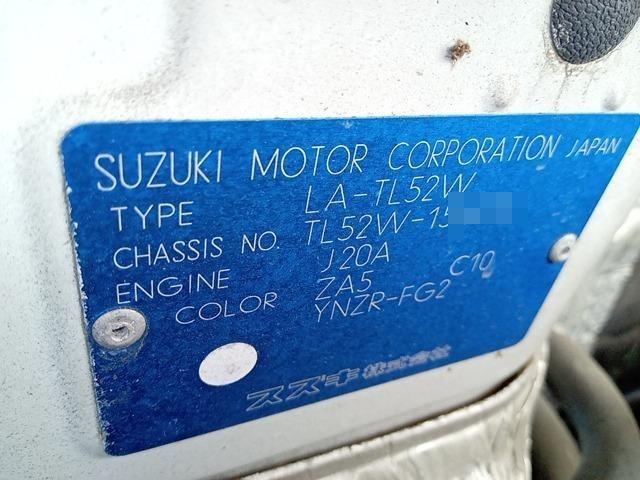 SUZUKI MOTOR CORPORATION JAPAN
TYPE LA-TL52W
CHASSIS NO. TL52W-15
ENGINE J20A
COLOR ZA5 C10
YNZR-FG2
スズキ株式会社